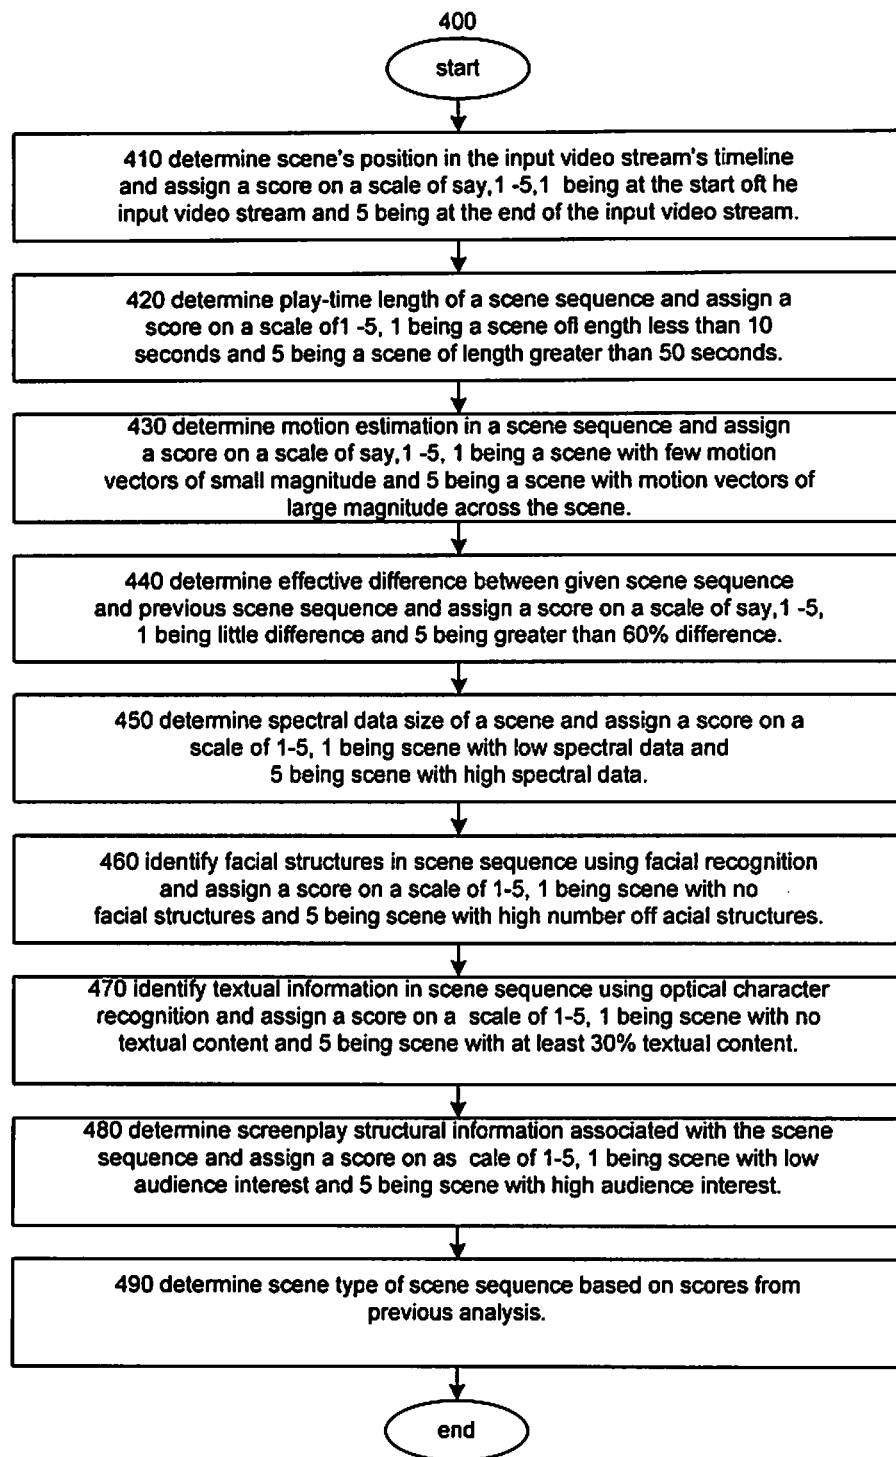 400
start
410 determine scene's position in the input video stream's timeline
and assign a score on a scale of say,1 -5,1 being at the start oft he
input video stream and 5 being at the end of the input video stream.
420 determine play-time length of a scene sequence and assign a
score on a scale of1 -5, 1 being a scene ofl ength less than 10
seconds and 5 being a scene of length greater than 50 seconds.
430 determine motion estimation in a scene sequence and assign
a score on a scale of say,1 -5, 1 being a scene with few motion
vectors of small magnitude and 5 being a scene with motion vectors of
large magnitude across the scene.
440 determine effective difference between given scene sequence
and previous scene sequence and assign a score on a scale of say,1 -5,
1 being little difference and 5 being greater than 60% difference.
450 determine spectral data size of a scene and assign a score on a
scale of 1-5, 1 being scene with low spectral data and
5 being scene with high spectral data.
460 identify facial structures in scene sequence using facial recognition
and assign a score on a scale of 1-5, 1 being scene with no
facial structures and 5 being scene with high number off acial structures.
470 identify textual information in scene sequence using optical character
recognition and assign a score on a scale of 1-5, 1 being scene with no
textual content and 5 being scene with at least 30% textual content.
480 determine screenplay structural information associated with the scene
sequence and assign a score on as cale of 1-5, 1 being scene with low
audience interest and 5 being scene with high audience interest.
490 determine scene type of scene sequence based on scores from
previous analysis.
end